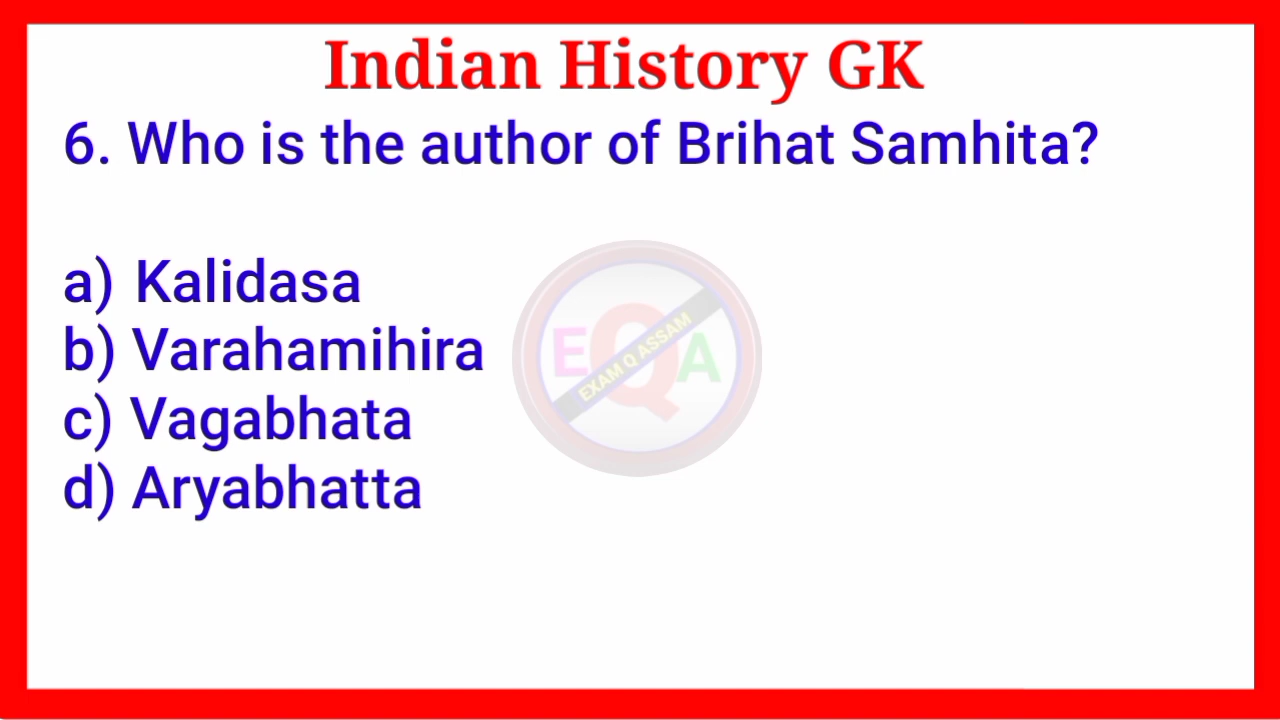 Indian History GK
6. Who is the author of Brihat Samhita?
a) Kalidasa
b) Varahamihira
E Q A
EXAM Q ASSAM
c) Vagabhata
d) Aryabhatta